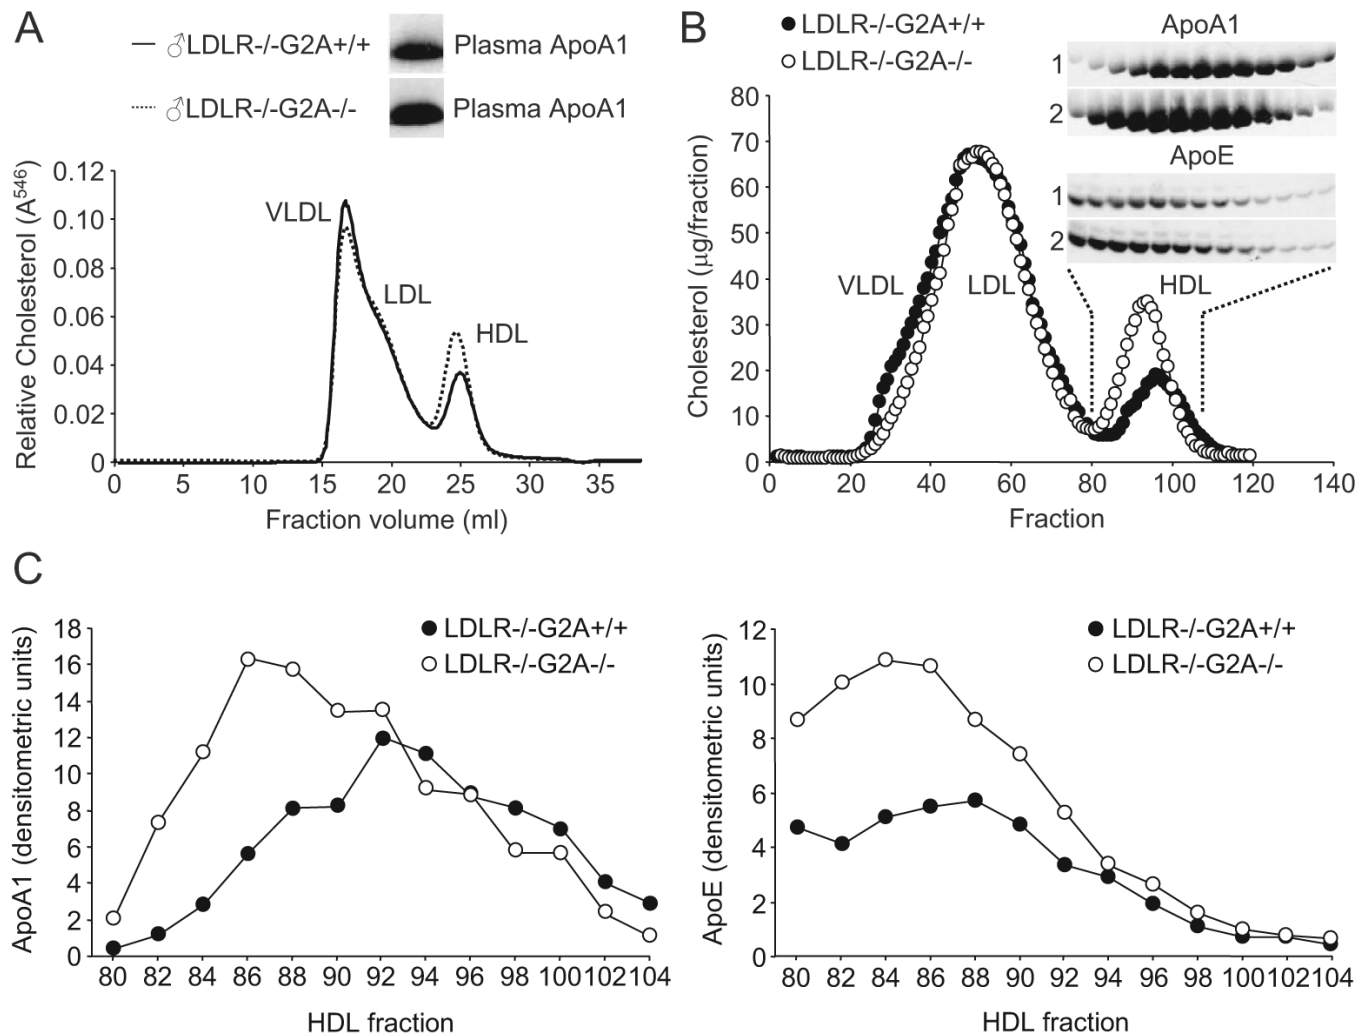 A
♂LDLR-/-G2A+/+ Plasma ApoA1
♂LDLR-/-G2A-/- Plasma ApoA1
Relative Cholesterol (A546)
0.12
0.10
0.08
0.06
0.04
0.02
0
VLDL
LDL
HDL
0 5 10 15 20 25 30 35
Fraction volume (ml)
B
LDLR-/-G2A+/+
LDLR-/-G2A-/-
ApoA1
1
2
ApoE
1
2
Cholesterol (µg/fraction)
80
70
60
50
40
30
20
10
0
VLDL LDL HDL
0 20 40 60 80 100 120 140
Fraction
C
ApoA1 (densitometric units)
18
16
14
12
10
8
6
4
2
0
LDLR-/-G2A+/+
LDLR-/-G2A-/-
80 82 84 86 88 90 92 94 96 98 100 102 104
HDL fraction
ApoE (densitometric units)
12
10
8
6
4
2
0
LDLR-/-G2A+/+
LDLR-/-G2A-/-
80 82 84 86 88 90 92 94 96 98 100 102 104
HDL fraction